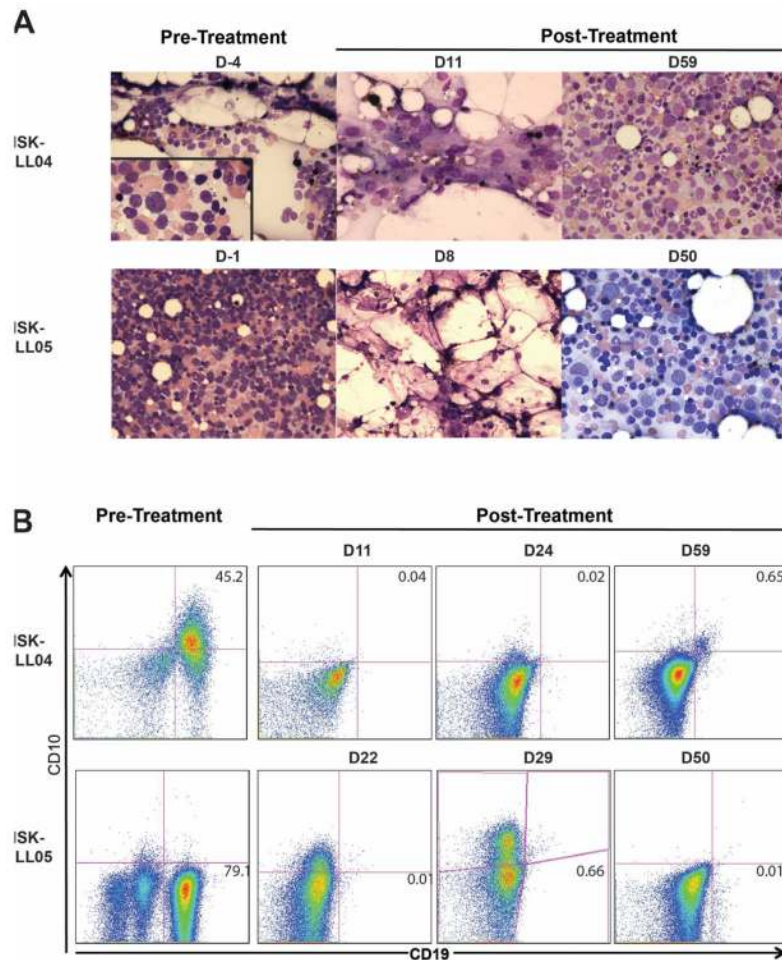 A
Pre-Treatment Post-Treatment
D-4 D11 D59
ISK-
LL04
D-1 D8 D50
ISK-
LL05
B
Pre-Treatment Post-Treatment
D11 D24 D59
45.2 0.04 0.02 0.65
ISK-
LL04
CD10
D22 D29 D50
ISK-
LL05
79.1 0.01 0.66 0.01
CD19